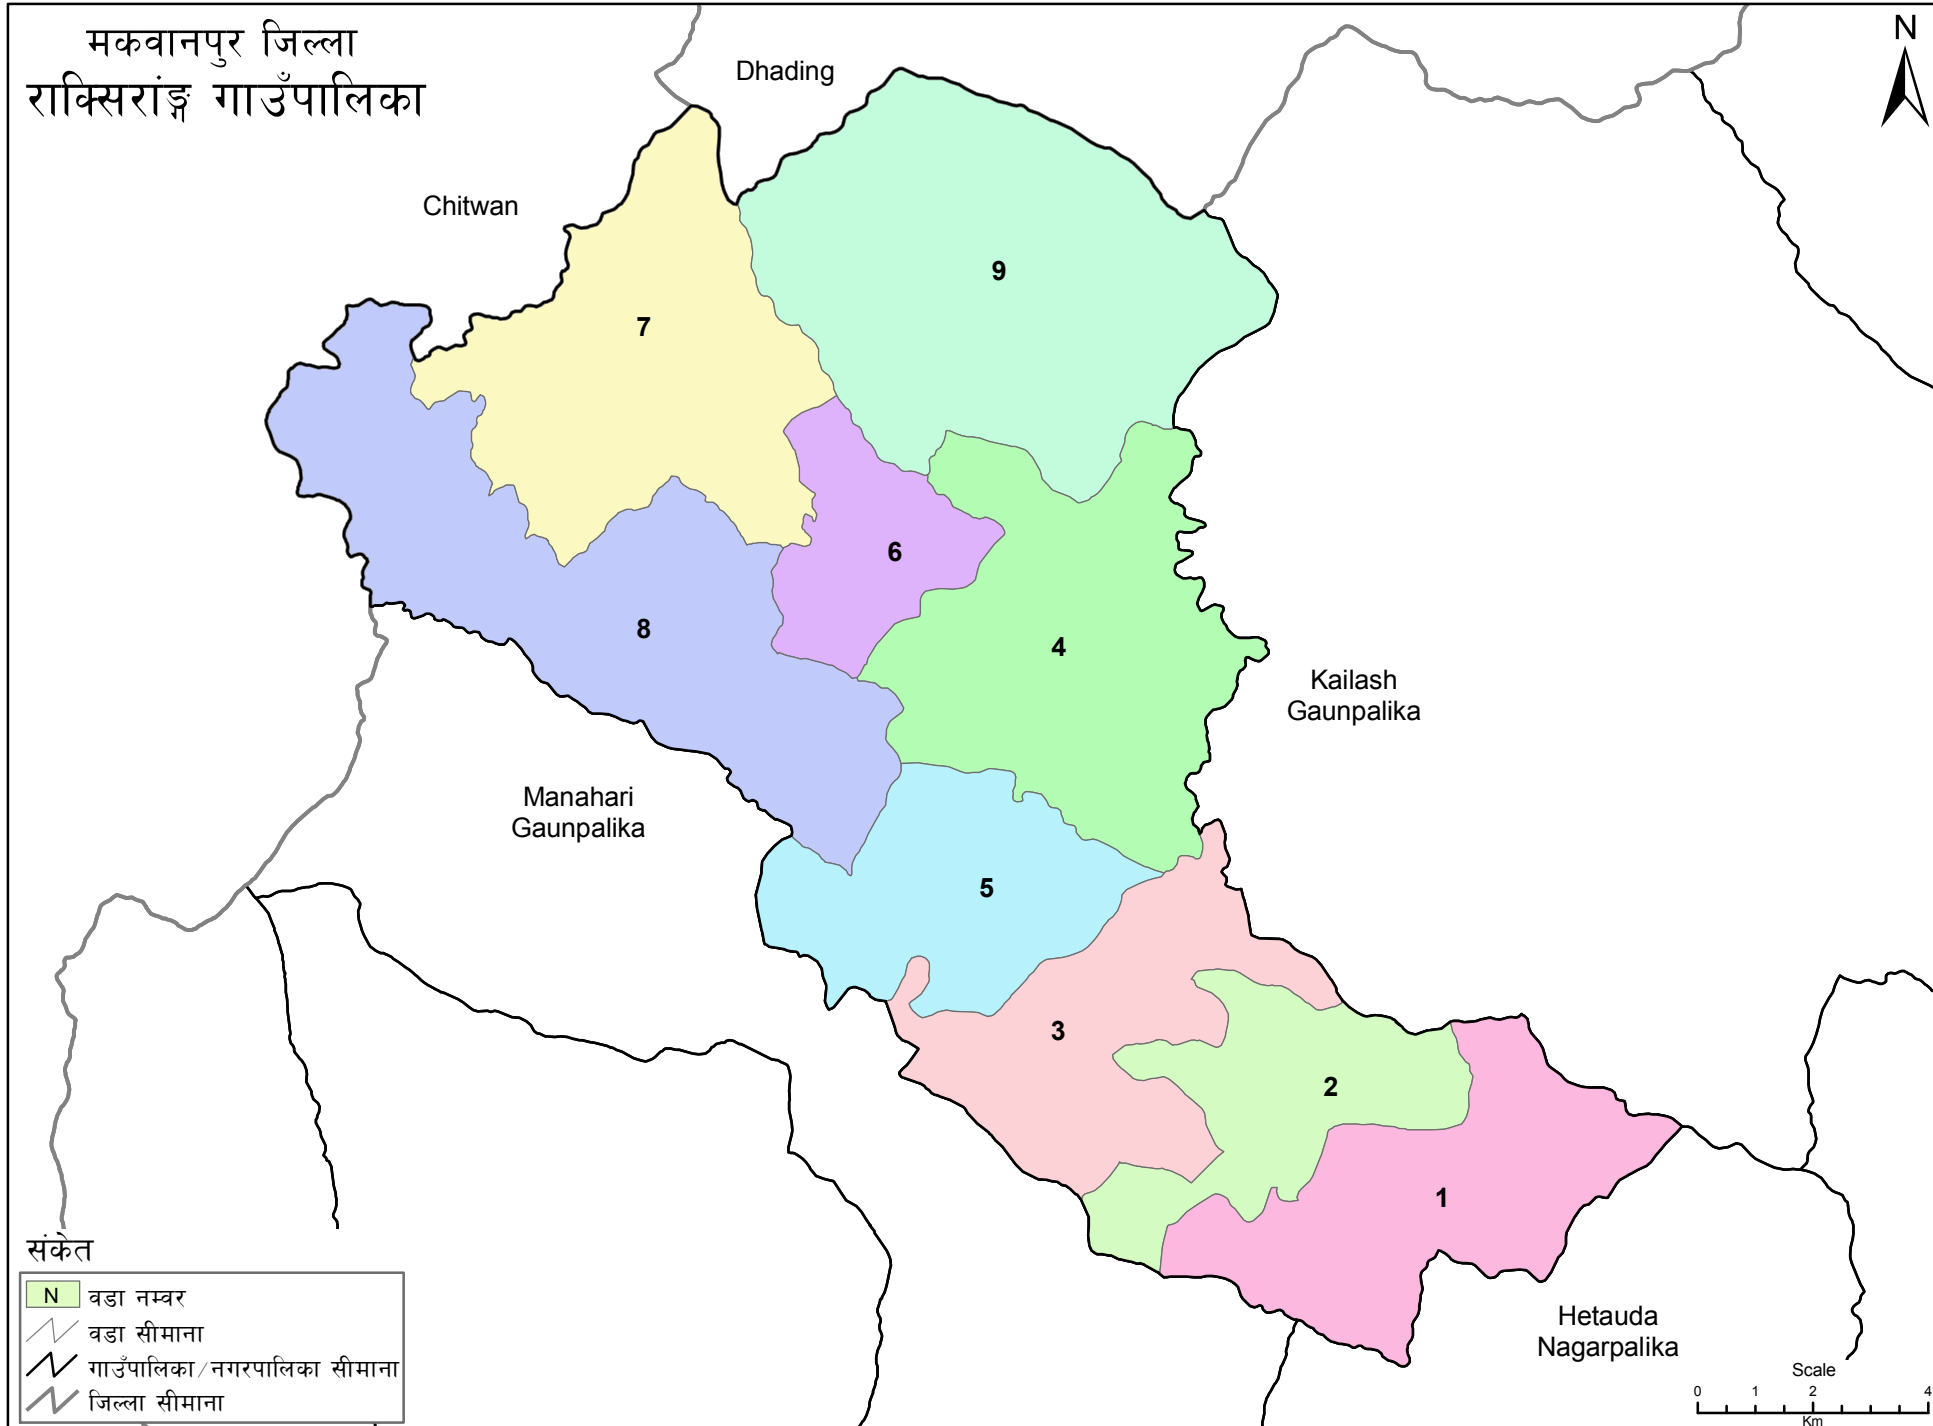 मकवानपुर जिल्ला
राक्सिरांङ्ग गाउँपालिका
N
Dhading
Chitwan
9
7
6
8
4
Kailash
Gaunpalika
Manahari
Gaunpalika
5
3
2
1
Hetauda
Nagarpalika
संकेत
N वडा नम्वर
वडा सीमाना
गाउँपालिका/नगरपालिका सीमाना
जिल्ला सीमाना
Scale
0 1 2 4
Km